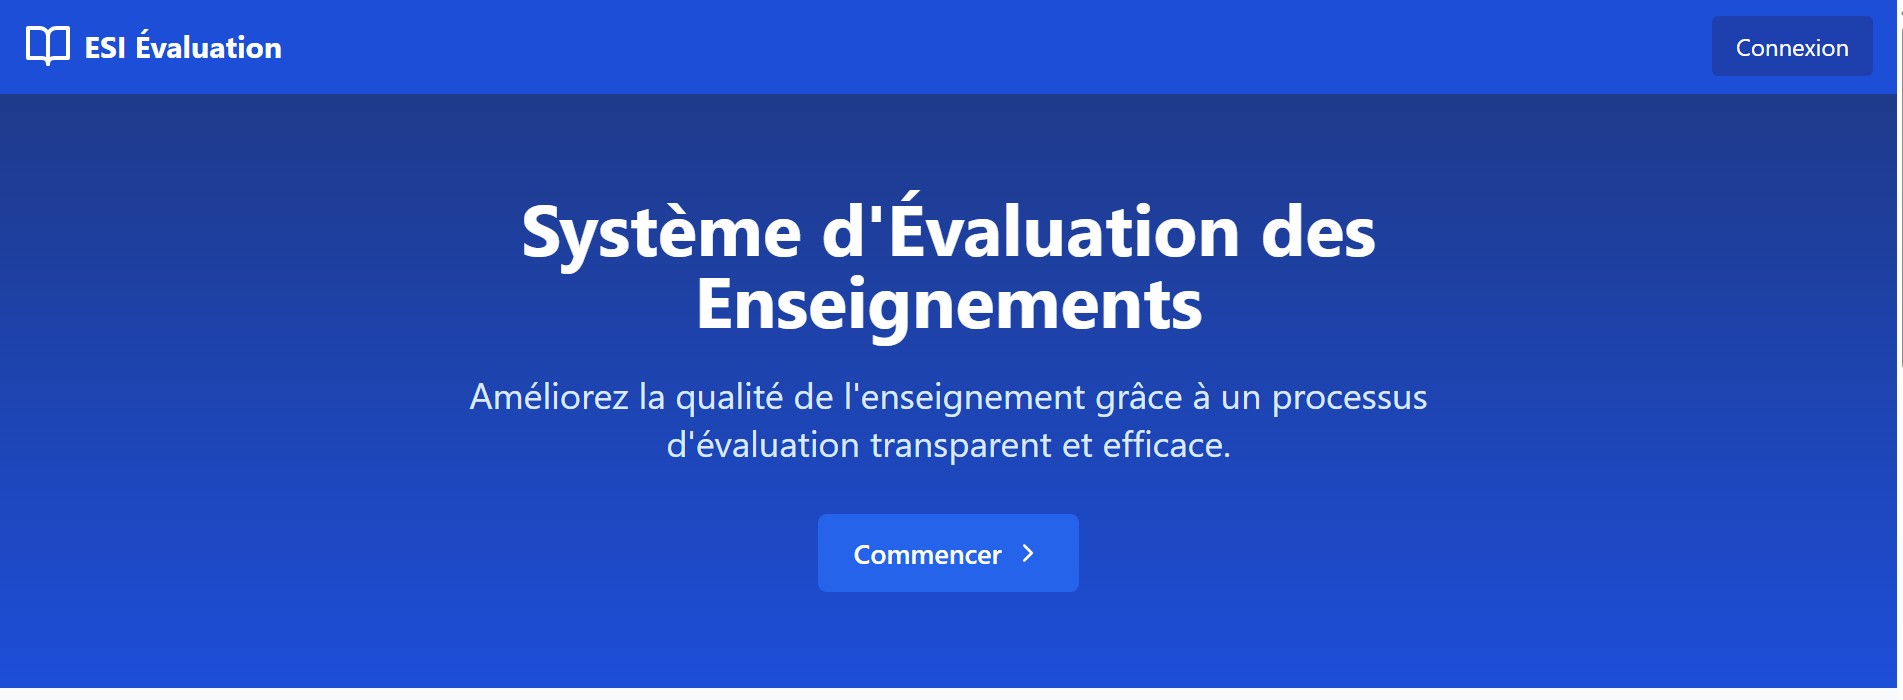 ESI Évaluation
Connexion
Système d'Évaluation des
Enseignements
Améliorez la qualité de l'enseignement grâce à un processus
d'évaluation transparent et efficace.
Commencer